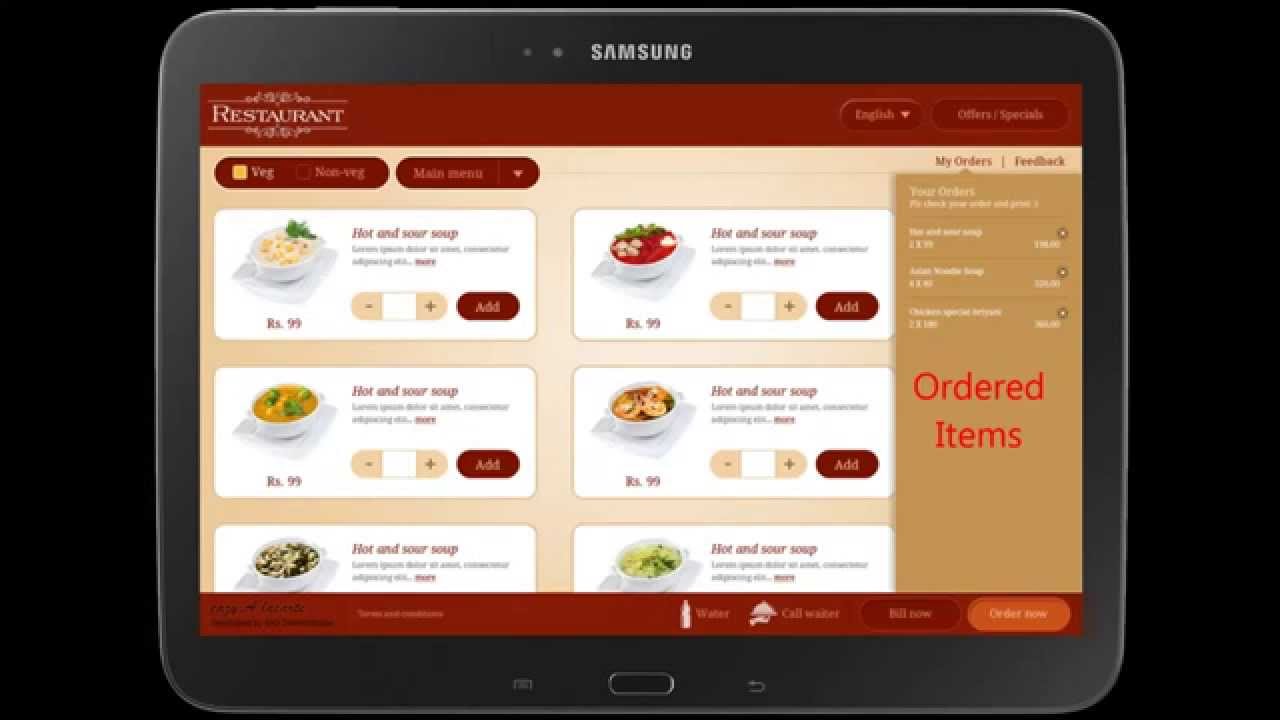 SAMSUNG
RESTAURANT
English
Offers / Specials
My Orders | Feedback
Veg
Non-veg
Main menu
Your Orders
Plz check your order and print :)
Hot and sour soup
2 X 99
198.00
Asian Noodle Soup
4 X 80
320.00
Chicken special briyani
2 X 180
360.00
Ordered
Items
Hot and sour soup
Lorem ipsum dolor sit amet, consectetur
adipiscing elit... more
- +
Add
Rs. 99
Hot and sour soup
Lorem ipsum dolor sit amet, consectetur
adipiscing elit... more
- +
Add
Rs. 99
Hot and sour soup
Lorem ipsum dolor sit amet, consectetur
adipiscing elit... more
- +
Add
Rs. 99
Hot and sour soup
Lorem ipsum dolor sit amet, consectetur
adipiscing elit... more
- +
Add
Rs. 99
Hot and sour soup
Lorem ipsum dolor sit amet, consectetur
adipiscing elit... more
Hot and sour soup
Lorem ipsum dolor sit amet, consectetur
adipiscing elit... more
Terms and conditions
Water
Call waiter
Bill now
Order now